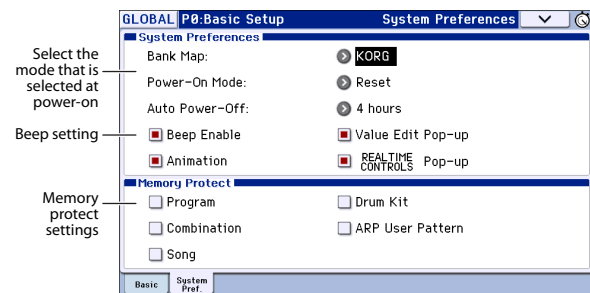 GLOBAL P0:Basic Setup System Preferences
System Preferences
Select the
mode that is
selected at
power-on
Bank Map: KORG
Power-On Mode: Reset
Auto Power-Off: 4 hours
Beep setting
Beep Enable Value Edit Pop-up
Animation REALTIME CONTROLS Pop-up
Memory Protect
Memory
protect
settings
Program Drum Kit
Combination ARP User Pattern
Song
Basic System Pref.